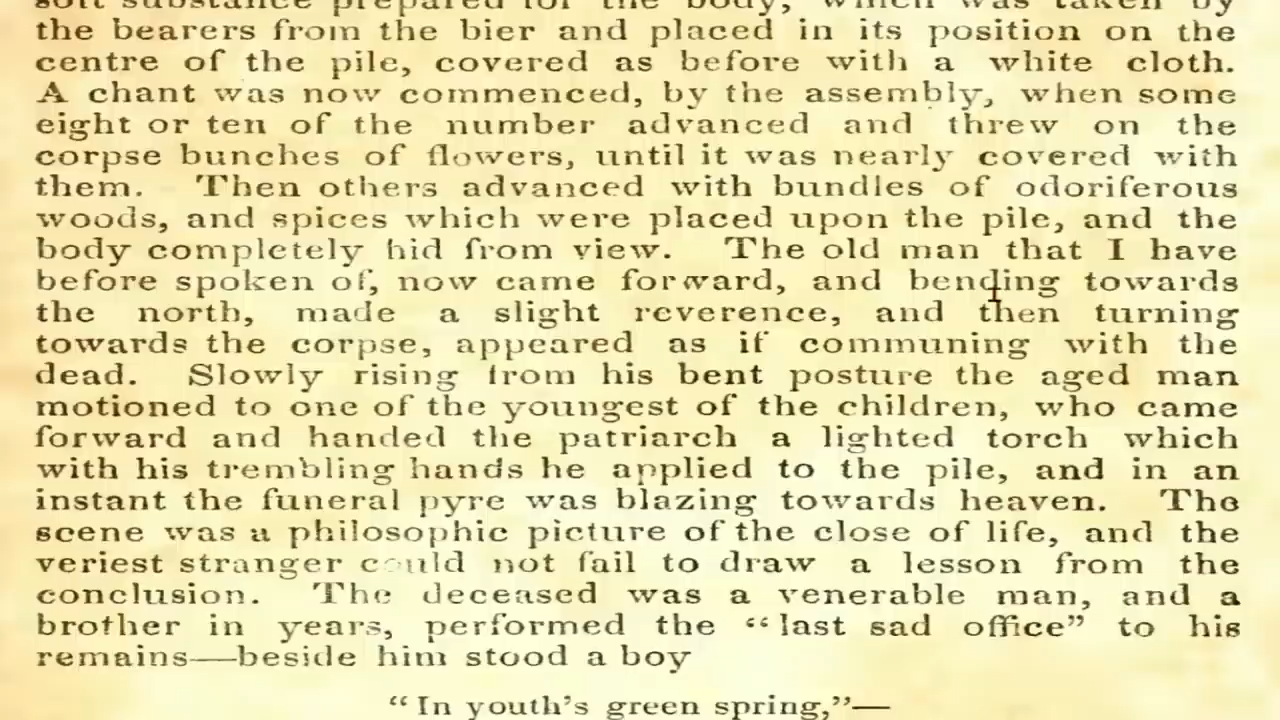 soft substance prepared for the body, which was taken by
the bearers from the bier and placed in its position on the
centre of the pile, covered as before with a white cloth.
A chant was now commenced, by the assembly, when some
eight or ten of the number advanced and threw on the
corpse bunches of flowers, until it was nearly covered with
them. Then others advanced with bundles of odoriferous
woods, and spices which were placed upon the pile, and the
body completely hid from view. The old man that I have
before spoken of, now came forward, and bending towards
the north, made a slight reverence, and then turning
towards the corpse, appeared as if communing with the
dead. Slowly rising from his bent posture the aged man
motioned to one of the youngest of the children, who came
forward and handed the patriarch a lighted torch which
with his trembling hands he applied to the pile, and in an
instant the funeral pyre was blazing towards heaven. The
scene was a philosophic picture of the close of life, and the
veriest stranger could not fail to draw a lesson from the
conclusion. The deceased was a venerable man, and a
brother in years, performed the “last sad office” to his
remains—beside him stood a boy
“In youth's green spring,”—